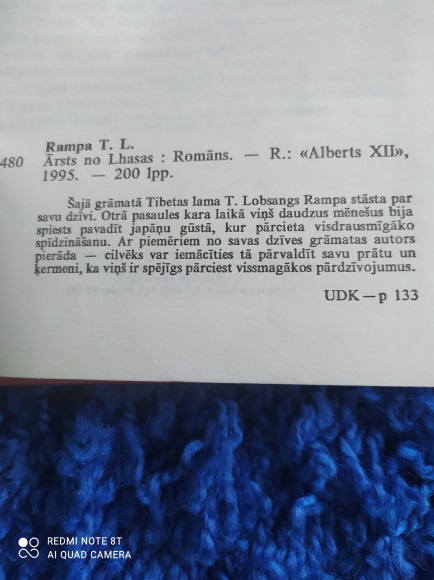 Rampa T. L.
480 Ārsts no Lhasas : Romāns. — R.: «Alberts XII»,
1995. — 200 lpp.
Šajā grāmatā Tibetas lama T. Lobsangs Rampa stāsta par
savu dzīvi. Otrā pasaules kara laikā viņš daudzus mēnešus bija
spiests pavadīt japāņu gūstā, kur pārcieta visdrausmīgāko
spīdzināšanu. Ar piemēriem no savas dzīves grāmatas autors
pierāda — cilvēks var iemācīties tā pārvaldīt savu prātu un
ķermeni, ka viņš ir spējīgs pārciest vissmagākos pārdzīvojumus.
UDK — p 133
REDMI NOTE 8T
AI QUAD CAMERA